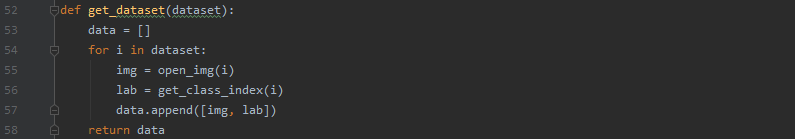 52 def get_dataset(dataset):
53     data = []
54     for i in dataset:
55         img = open_img(i)
56         lab = get_class_index(i)
57         data.append([img, lab])
58     return data